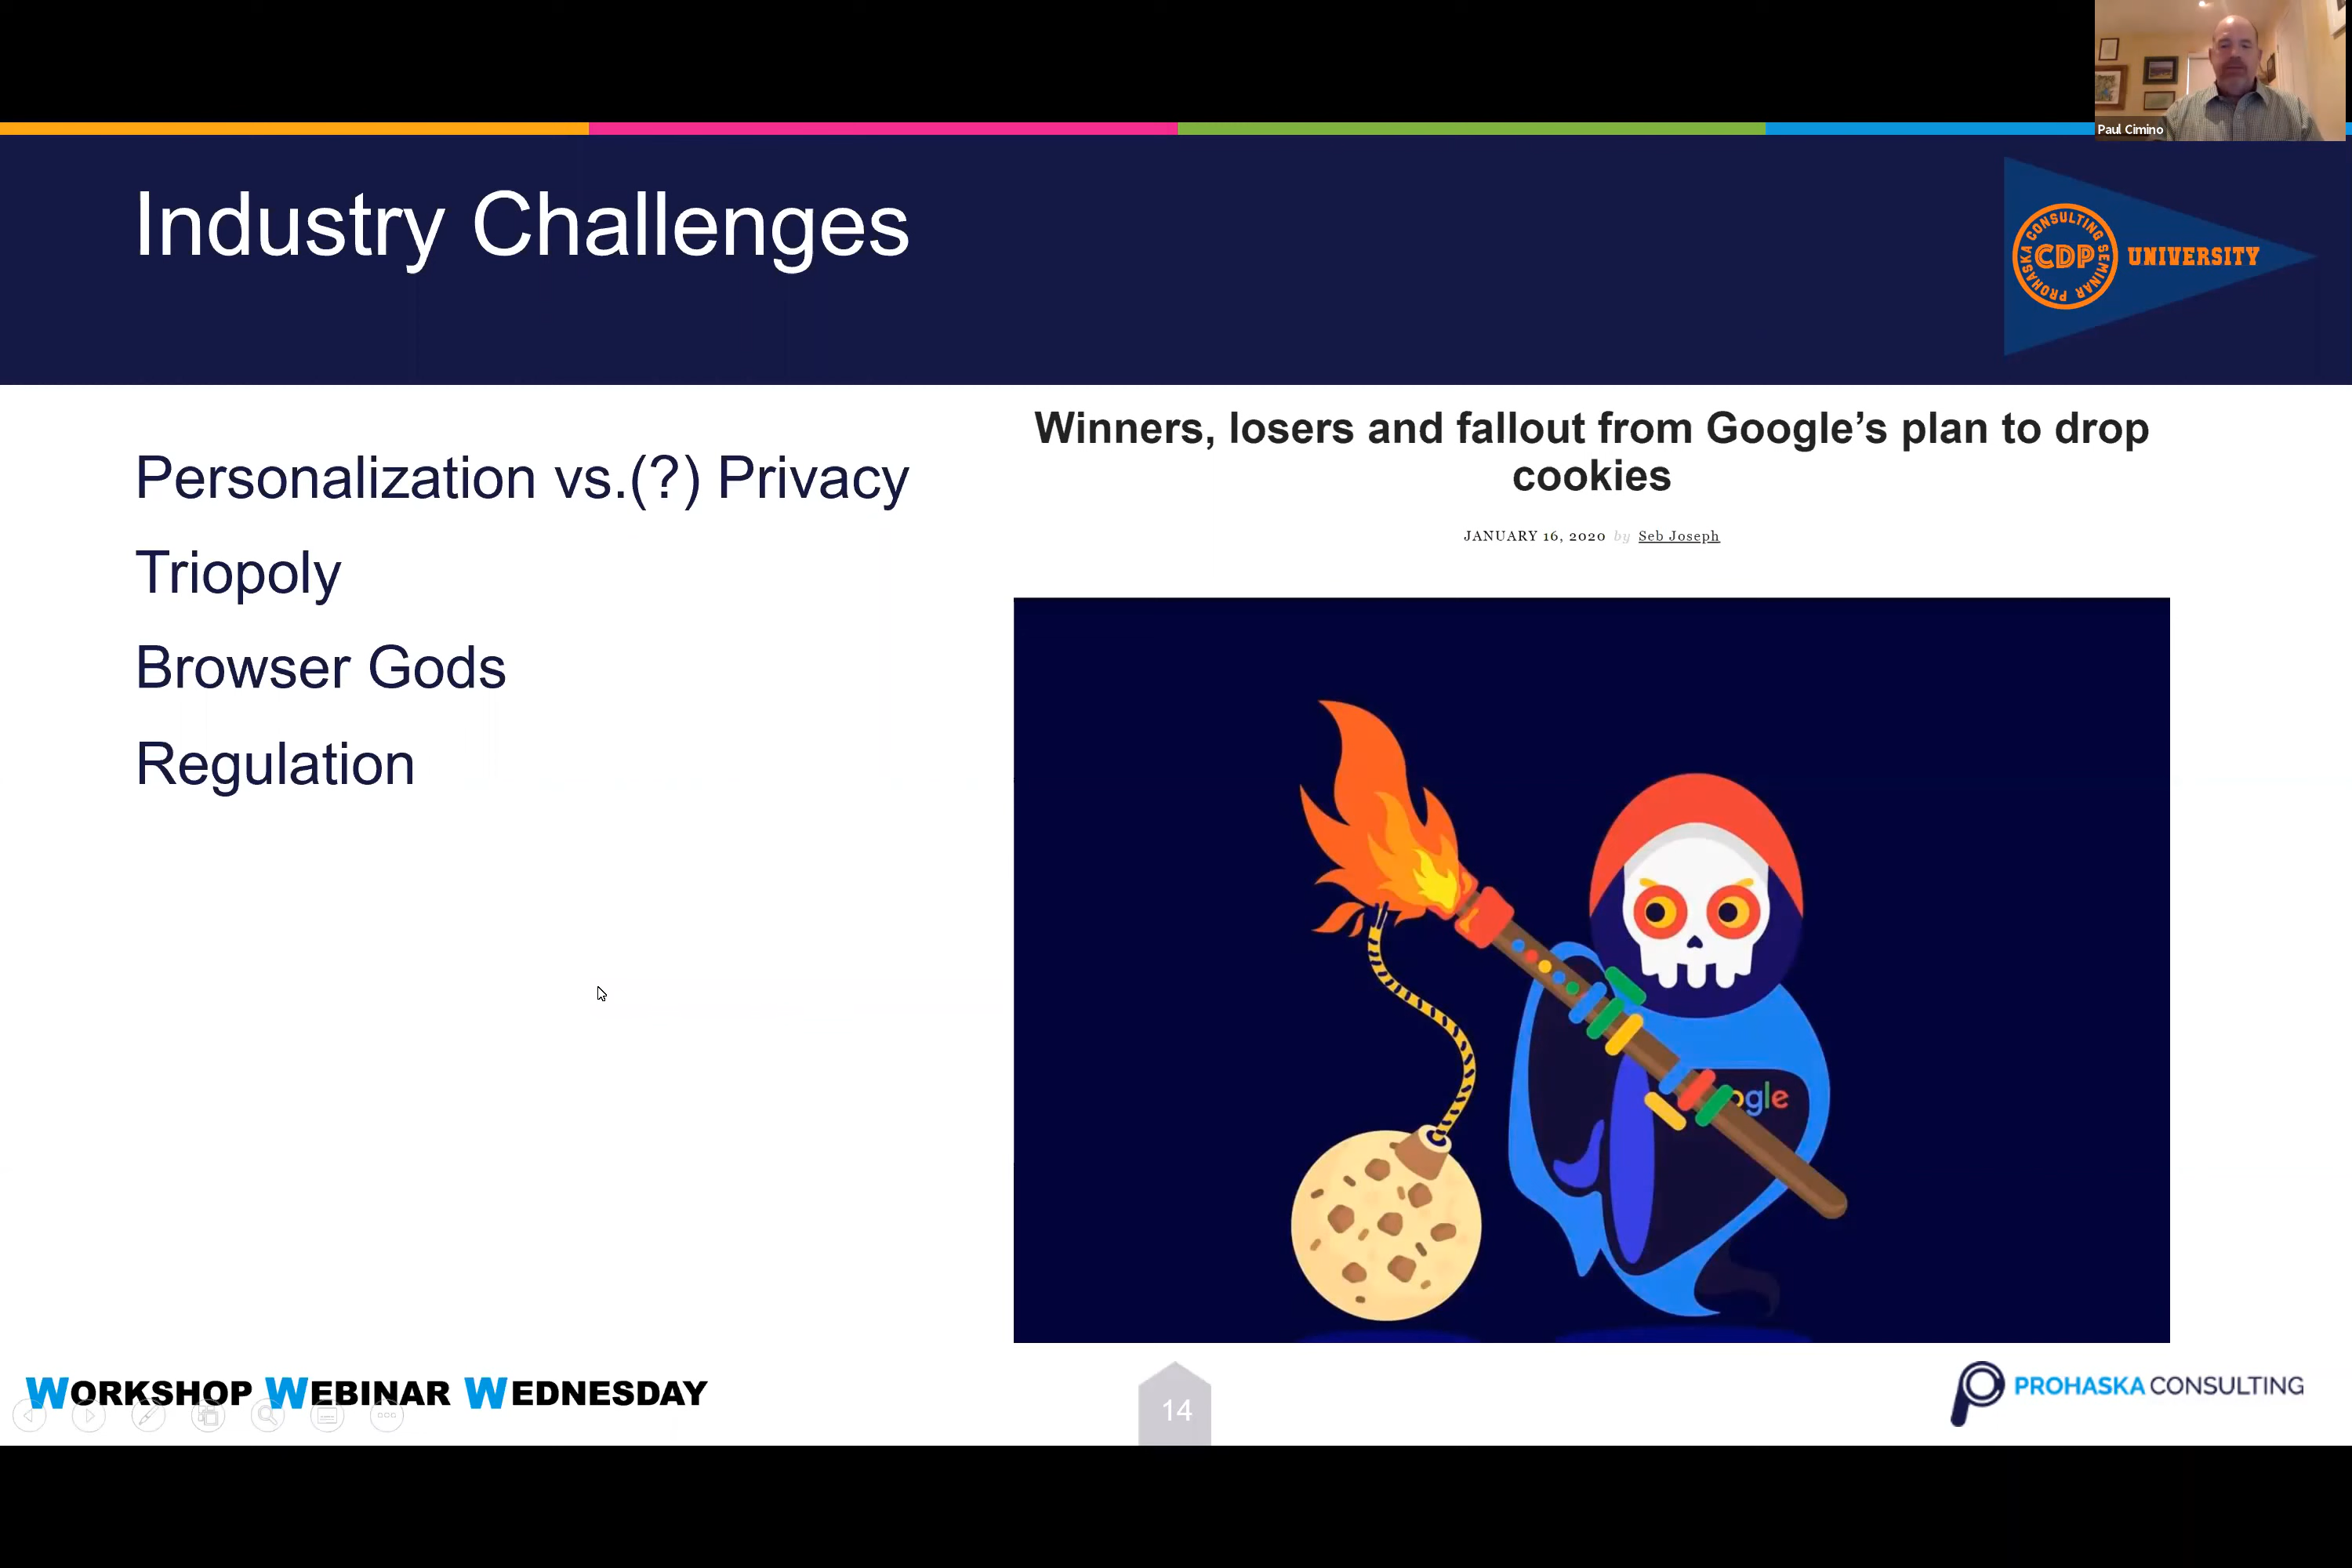 Paul Cimino
Industry Challenges
PROHASKA CONSULTING SEMINAR
CDP
UNIVERSITY
Personalization vs.(?) Privacy
Triopoly
Browser Gods
Regulation
Winners, losers and fallout from Google’s plan to drop
cookies
JANUARY 16, 2020 by Seb Joseph
ogle
WORKSHOP WEBINAR WEDNESDAY
14
PROHASKA CONSULTING